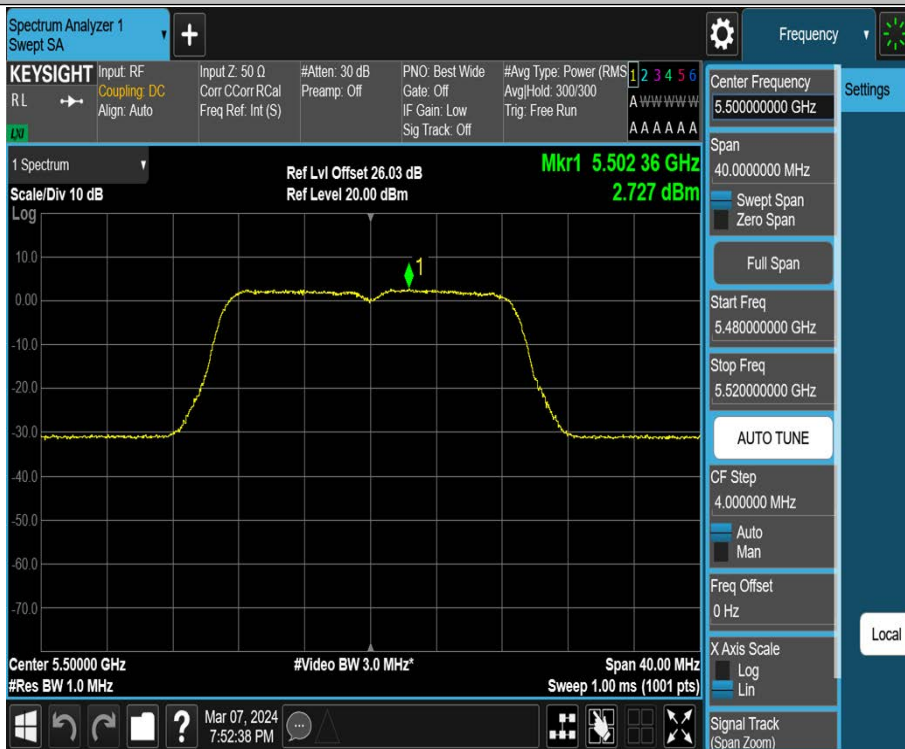 Spectrum Analyzer 1
Swept SA
Frequency
KEYSIGHT
RL
LXI
Input: RF
Coupling: DC
Align: Auto
Input Z: 50 Ω
Corr CCorr RCal
Freq Ref: Int (S)
#Atten: 30 dB
Preamp: Off
PNO: Best Wide
Gate: Off
IF Gain: Low
Sig Track: Off
#Avg Type: Power (RMS
Avg|Hold: 300/300
Trig: Free Run
1 2 3 4 5 6
A W W W W W
A A A A A A
1 Spectrum
Scale/Div 10 dB
Log
Ref Lvl Offset 26.03 dB
Ref Level 20.00 dBm
Mkr1 5.502 36 GHz
2.727 dBm
10.0
0.00
-10.0
-20.0
-30.0
-40.0
-50.0
-60.0
-70.0
1
Center 5.50000 GHz
#Res BW 1.0 MHz
#Video BW 3.0 MHz*
Span 40.00 MHz
Sweep 1.00 ms (1001 pts)
?
Mar 07, 2024
7:52:38 PM
Center Frequency
5.500000000 GHz
Span
40.0000000 MHz
Swept Span
Zero Span
Full Span
Start Freq
5.480000000 GHz
Stop Freq
5.520000000 GHz
AUTO TUNE
CF Step
4.000000 MHz
Auto
Man
Freq Offset
0 Hz
X Axis Scale
Log
Lin
Signal Track
(Span Zoom)
Settings
Local